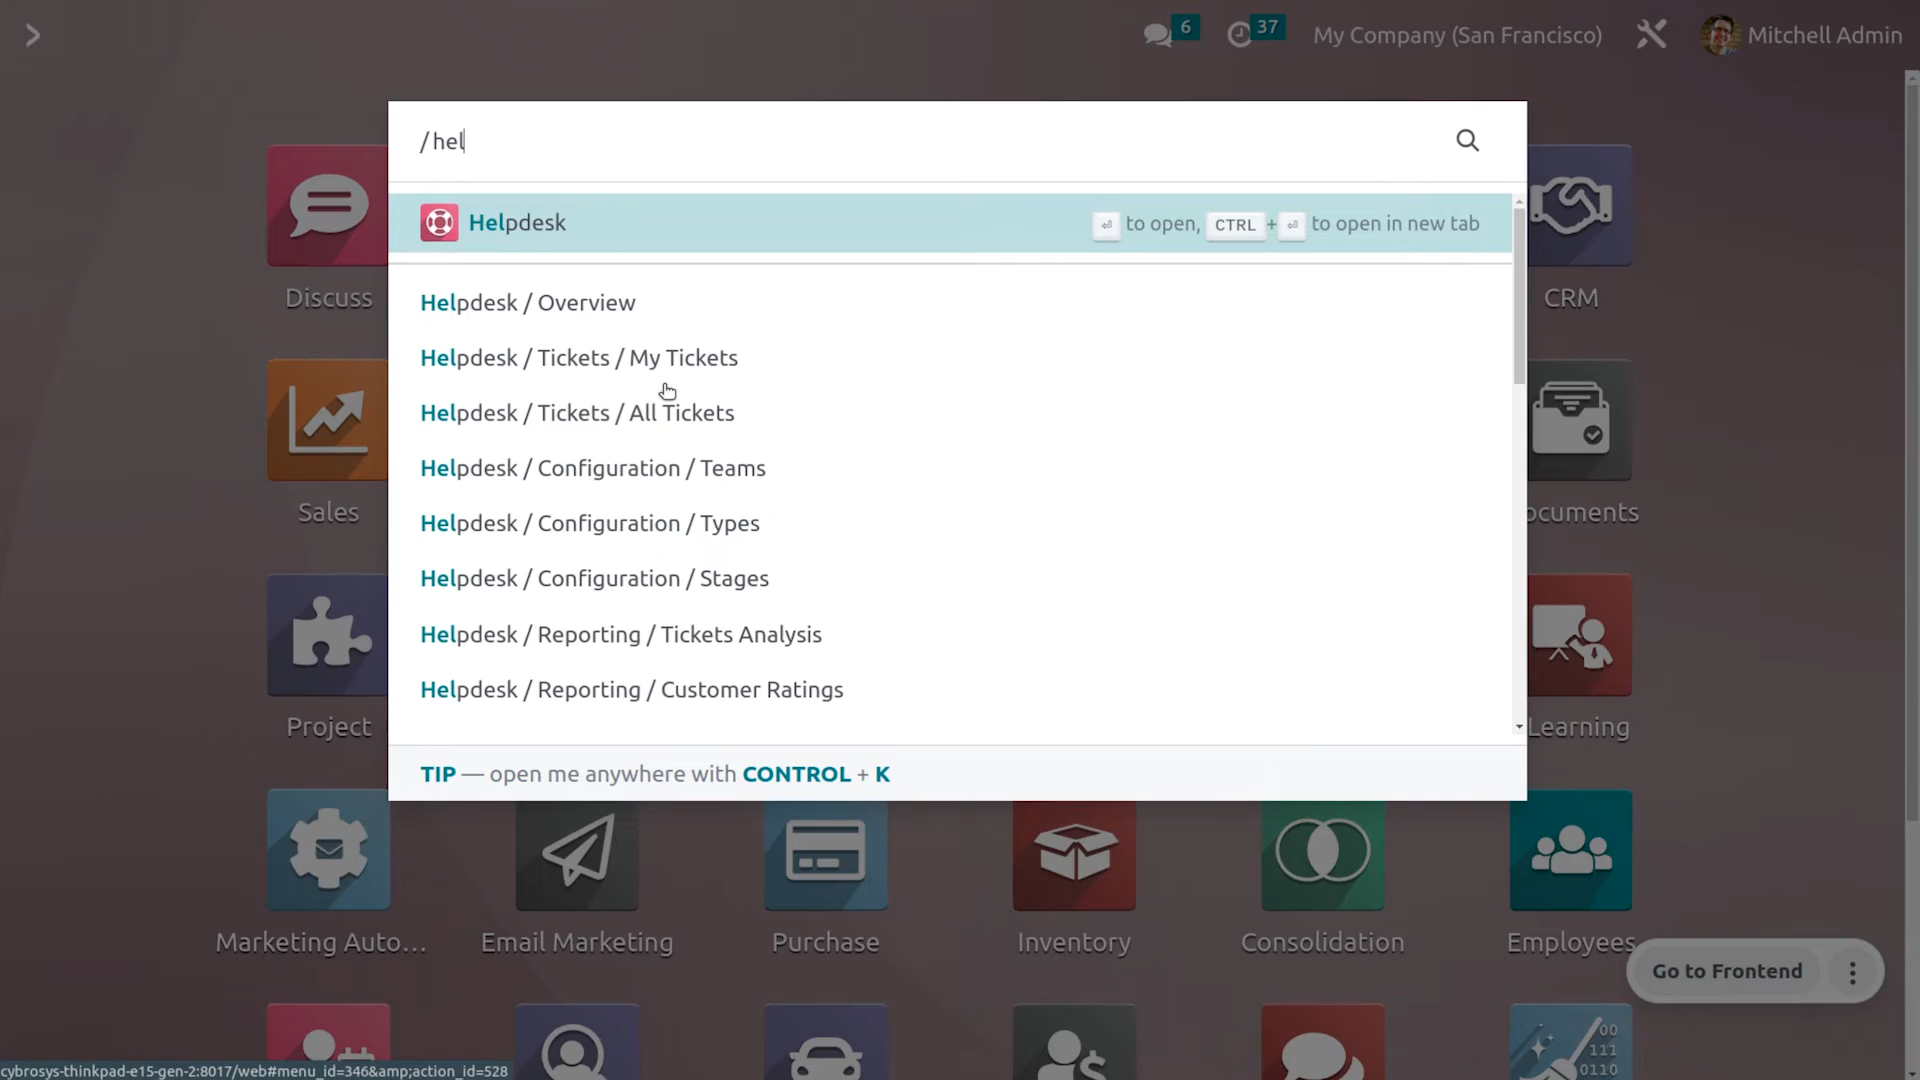 6
37
My Company (San Francisco)
Mitchell Admin
/ hel
Helpdesk
to open, CTRL + to open in new tab
Helpdesk / Overview
Helpdesk / Tickets / My Tickets
Helpdesk / Tickets / All Tickets
Helpdesk / Configuration / Teams
Helpdesk / Configuration / Types
Helpdesk / Configuration / Stages
Helpdesk / Reporting / Tickets Analysis
Helpdesk / Reporting / Customer Ratings
TIP — open me anywhere with CONTROL + K
Discuss
CRM
Sales
ocuments
Project
Learning
Marketing Auto...
Email Marketing
Purchase
Inventory
Consolidation
Employees
Go to Frontend
00
111
0110
cybrosys-thinkpad-e15-gen-2:8017/web#menu_id=346&amp;action_id=528